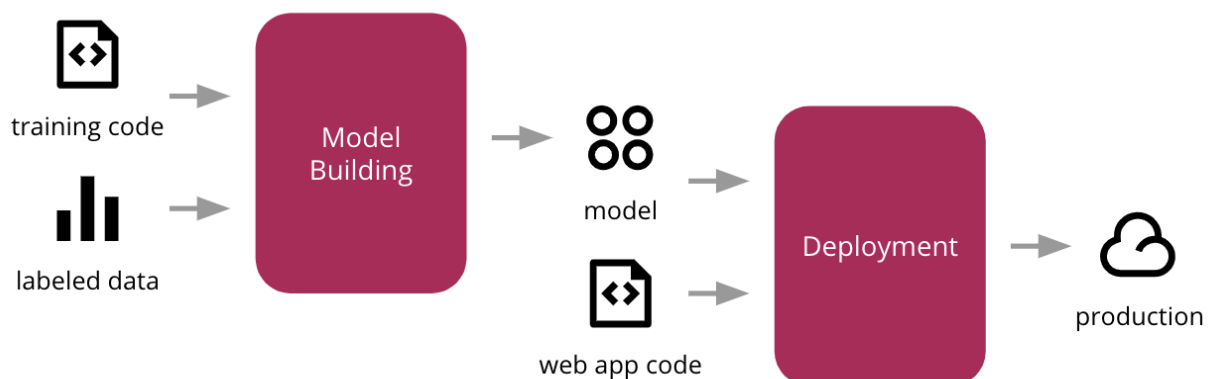 training code
labeled data
Model
Building
model
web app code
Deployment
production